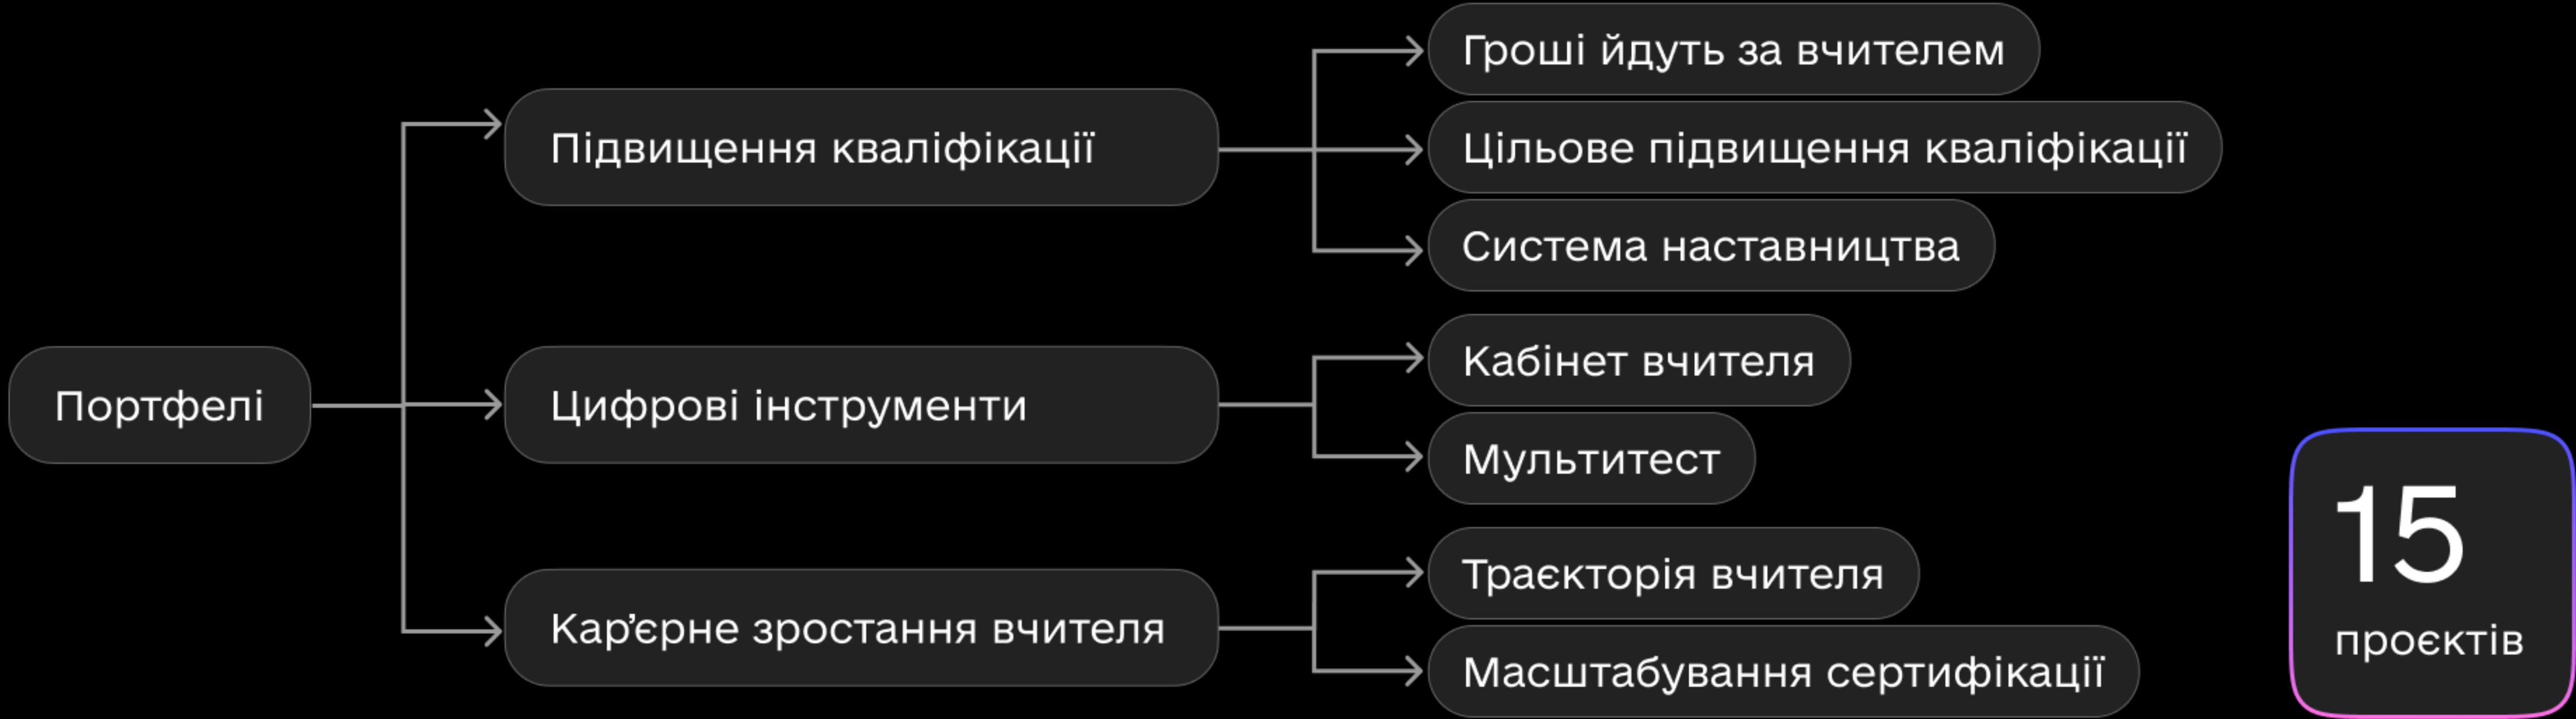 Портфелі
Підвищення кваліфікації
Гроші йдуть за вчителем
Цільове підвищення кваліфікації
Система наставництва
Цифрові інструменти
Кабінет вчителя
Мультитест
Кар’єрне зростання вчителя
Траєкторія вчителя
Масштабування сертифікації
15
проєктів